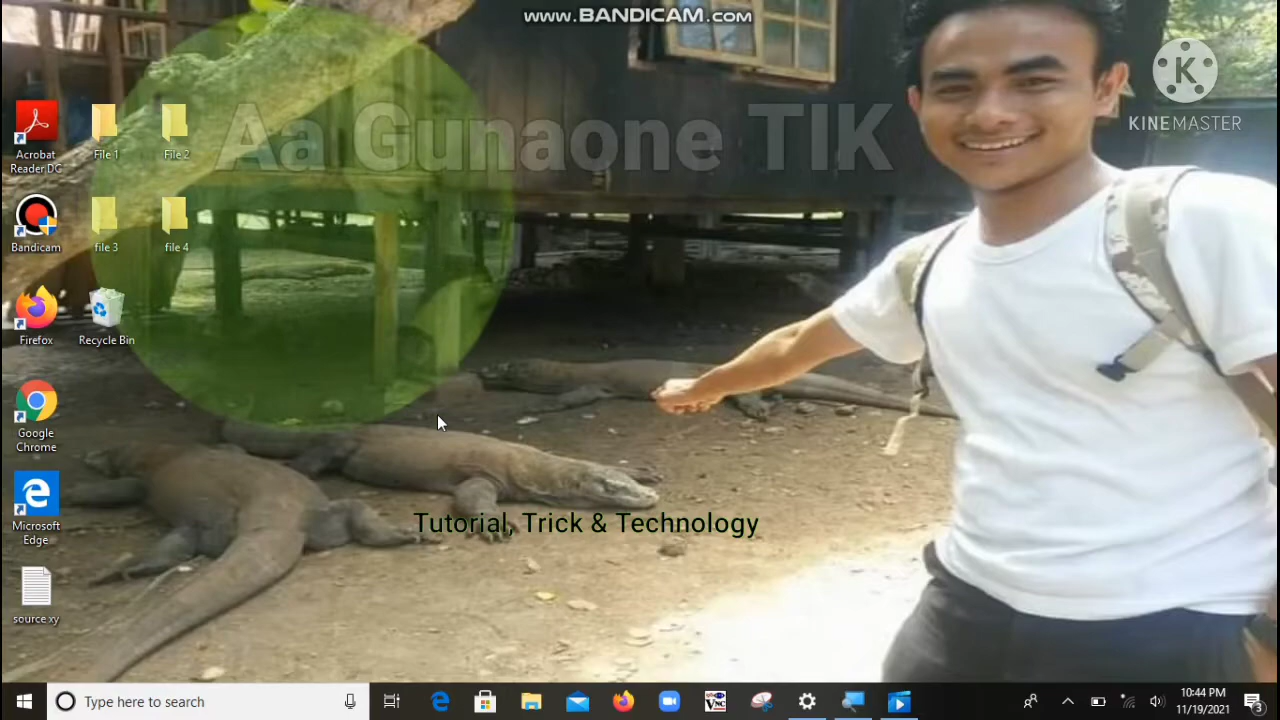 www.BANDICAM.com
KINEMASTER
Aa Gunaone TIK
Acrobat
Reader DC
File 1
File 2
Bandicam
file 3
file 4
Firefox
Recycle Bin
Google
Chrome
Microsoft
Edge
source.xy
Tutorial, Trick & Technology
Type here to search
VNC
10:44 PM
11/19/2021
3